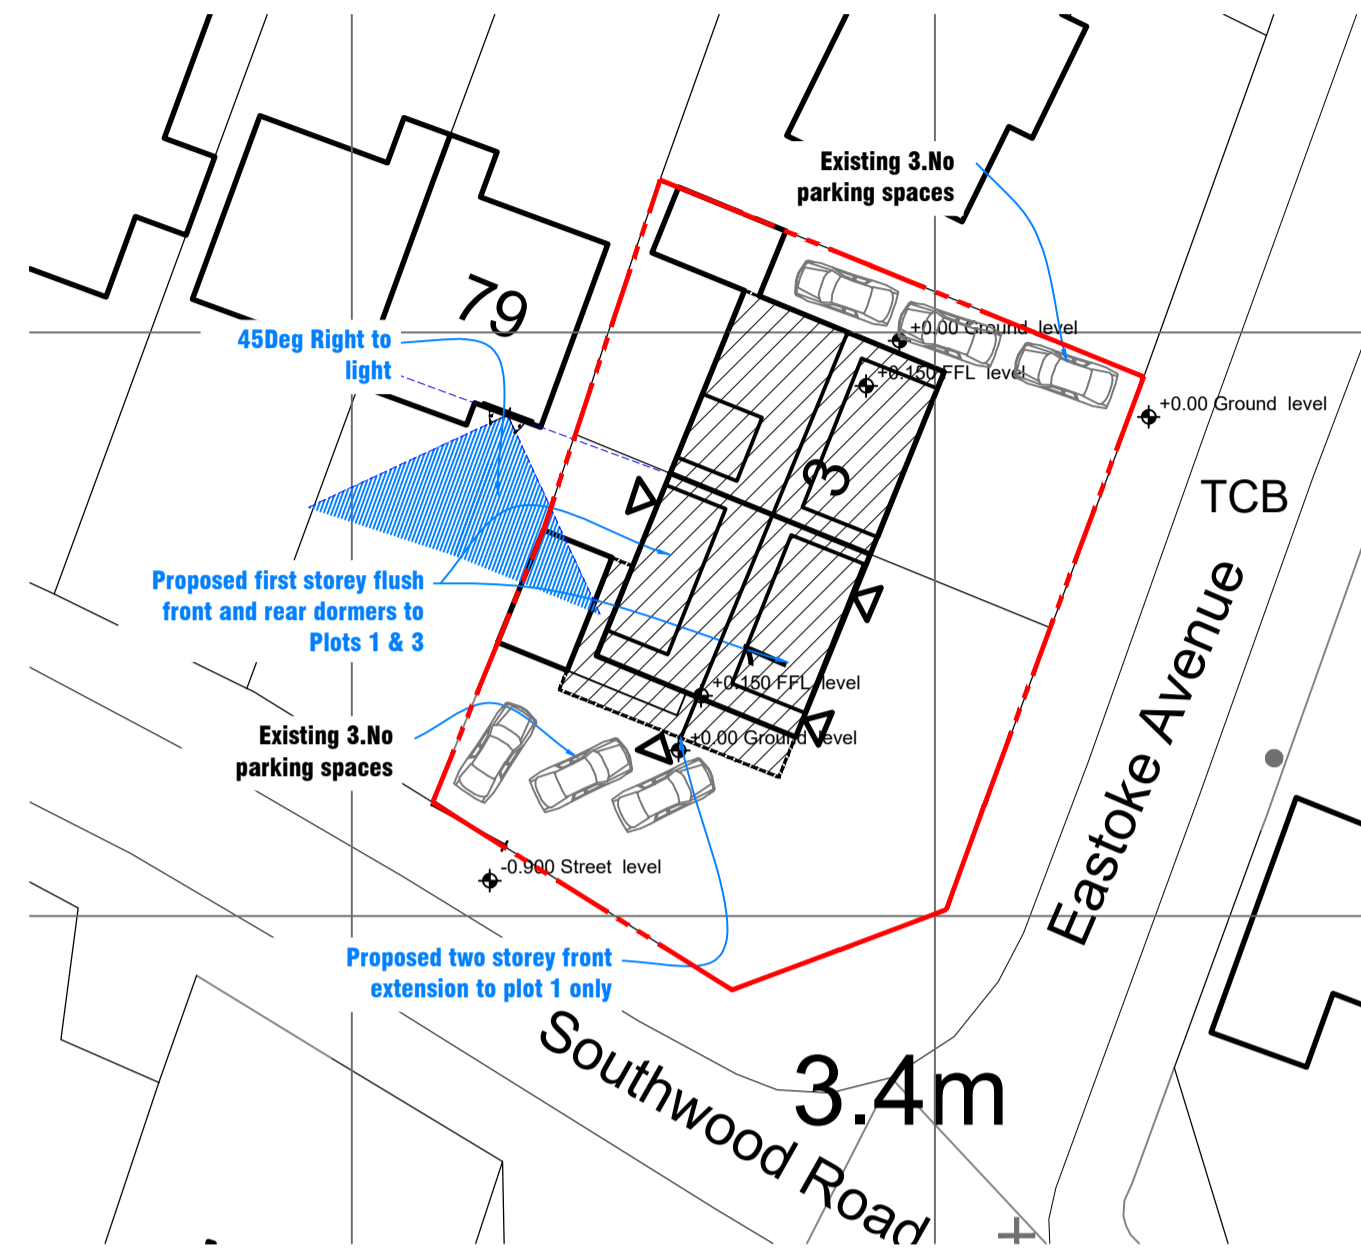 Existing 3.No
parking spaces
79
+0.00 Ground level
45Deg Right to
light
+0.150 FFL level
+0.00 Ground level
3
TCB
Proposed first storey flush
front and rear dormers to
Plots 1 & 3
Eastoke Avenue
1
+0.150 FFL level
Existing 3.No
parking spaces
+0.00 Ground level
-0.900 Street level
Proposed two storey front
extension to plot 1 only
Southwood Road
3.4m